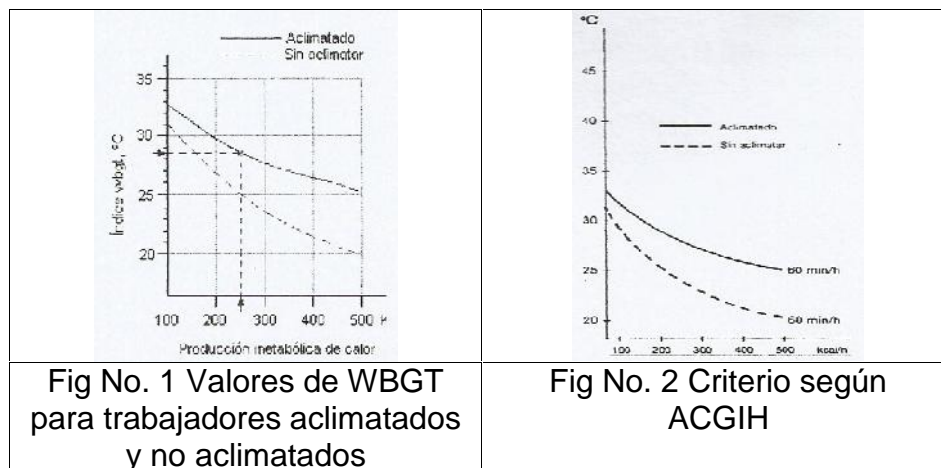 Aclimatado
Sin aclimatar
35
30
25
20
Índice wbgt, ºC
100 200 300 400 500 K
Producción metabólica de calor
ºC
45
40
Aclimatado
Sin aclimatar
35
30
25
60 min/h
20
60 min/h
100 200 300 400 500 kcal/h
Fig No. 1 Valores de WBGT
para trabajadores aclimatados
y no aclimatados
Fig No. 2 Criterio según
ACGIH